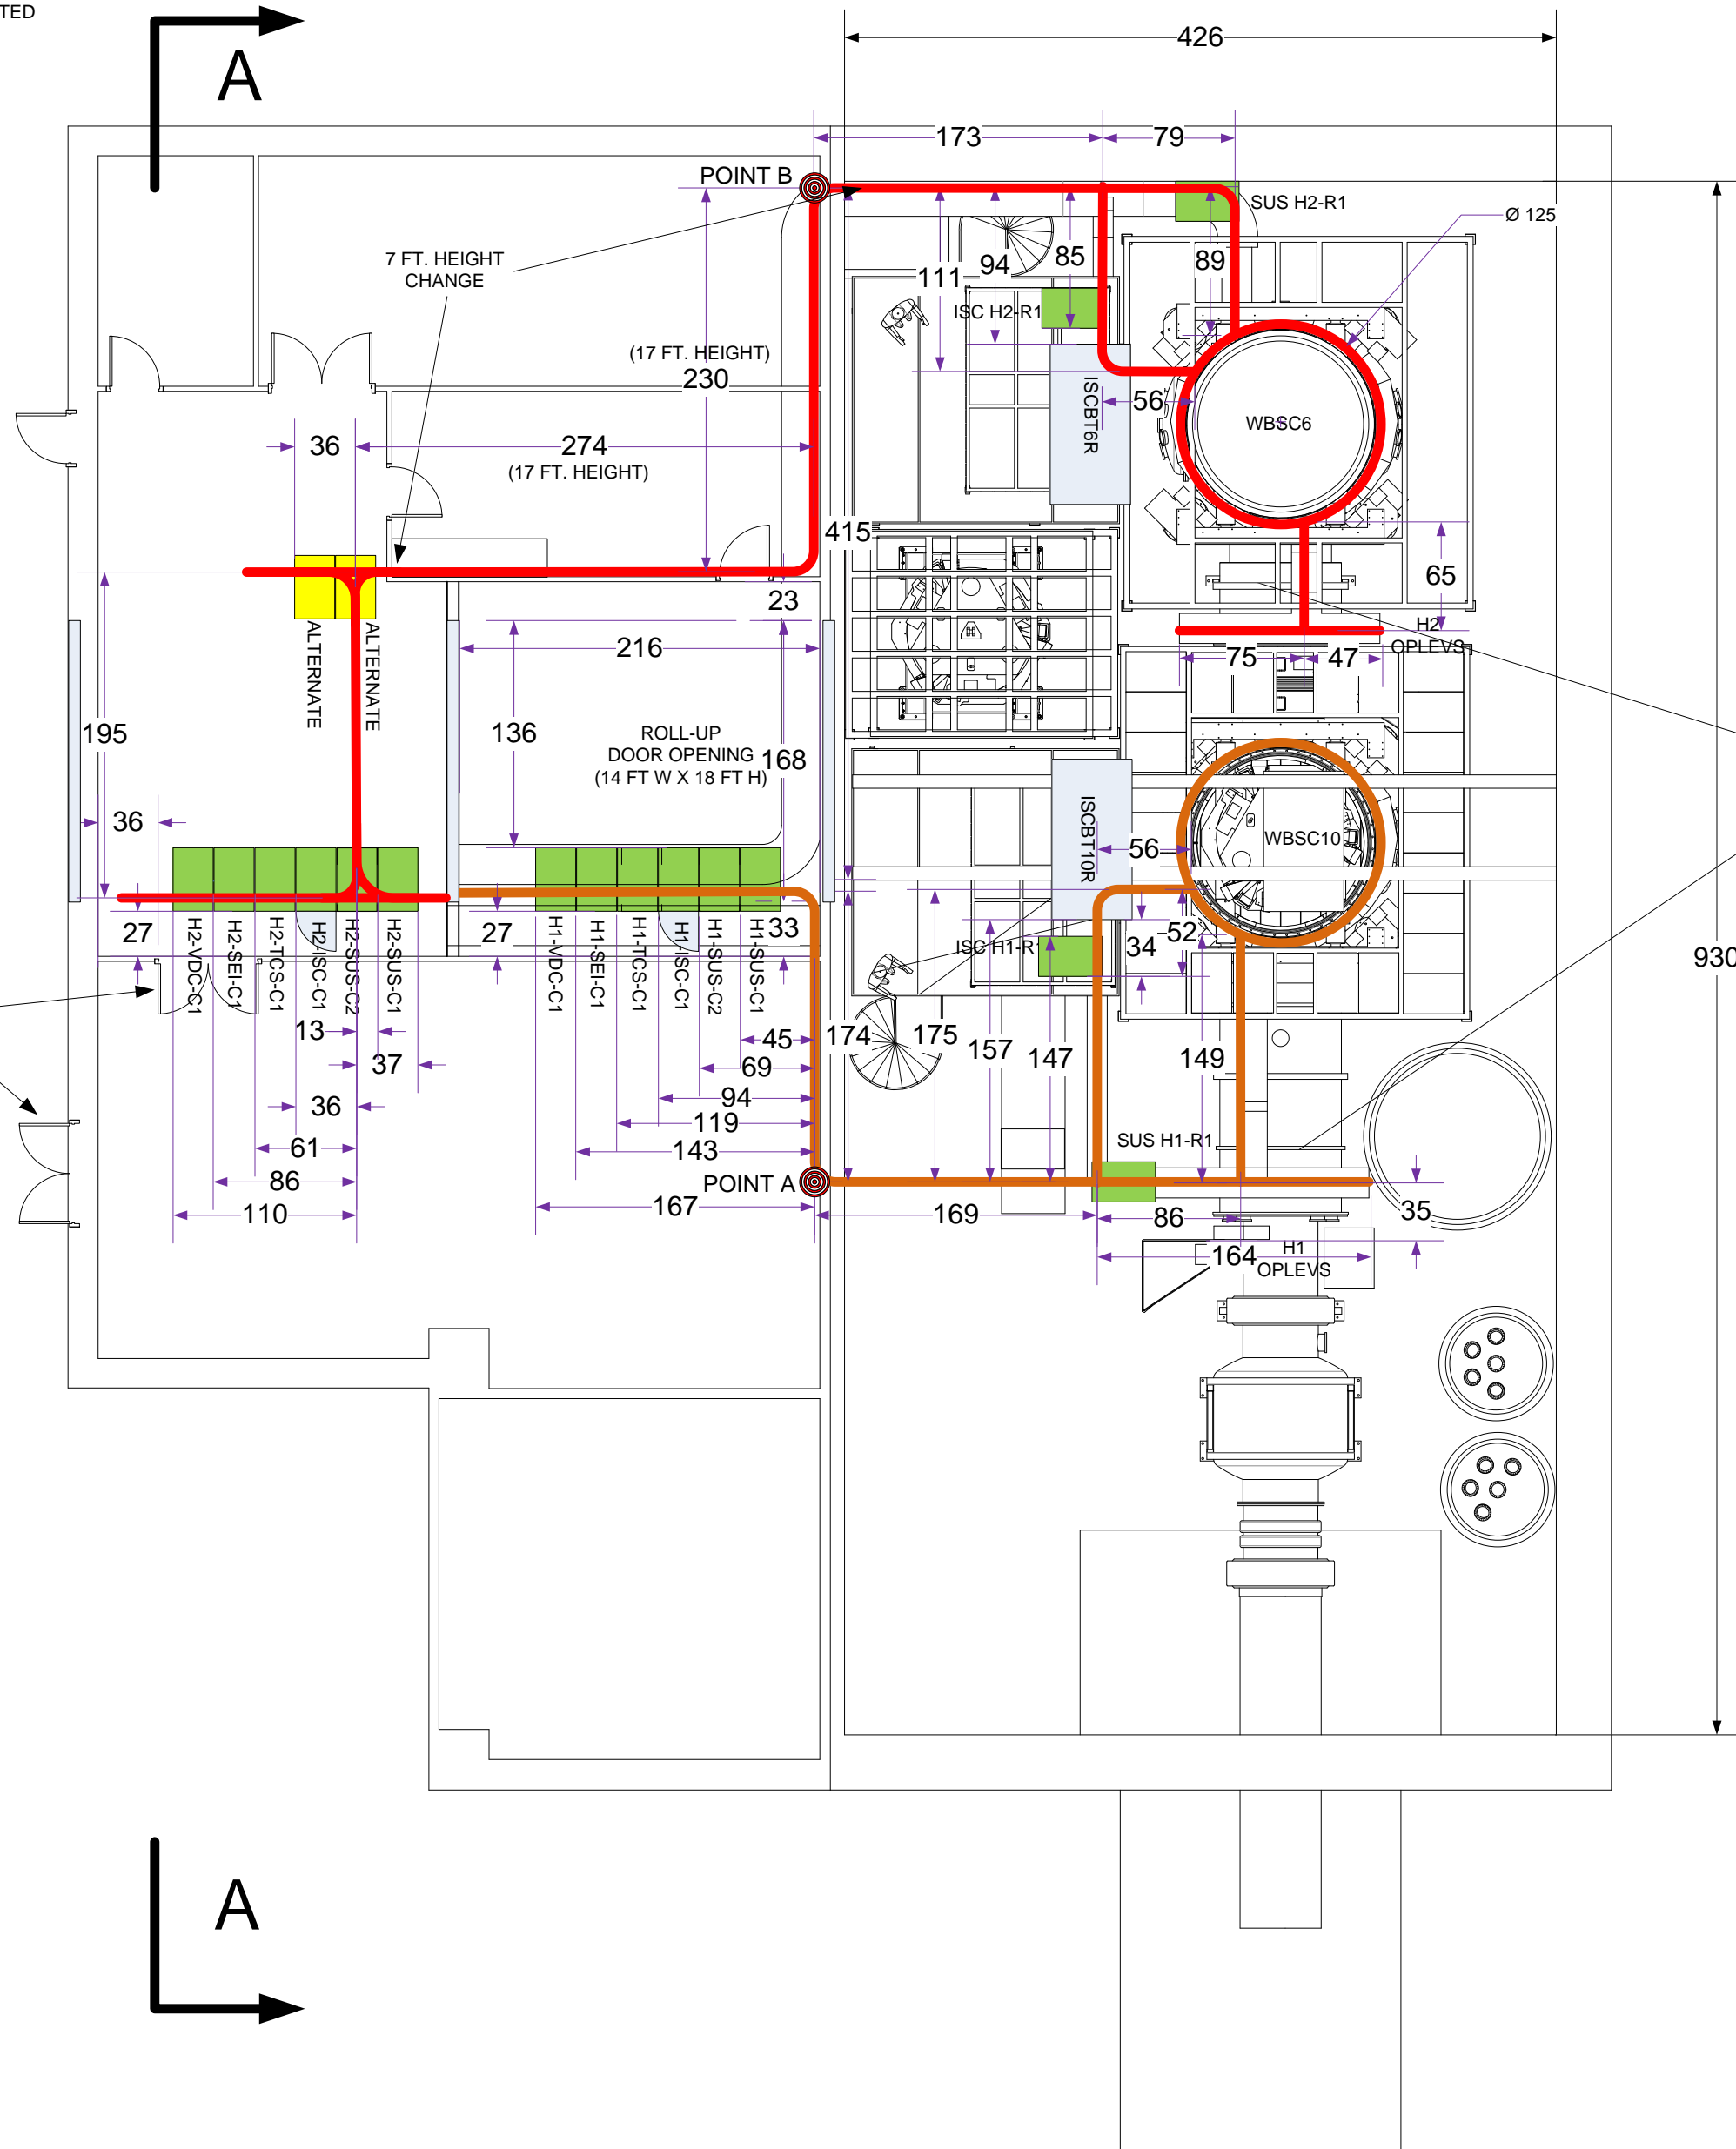 TED
A
426
173
79
POINT B
SUS H2-R1
Ø 125
7 FT. HEIGHT
CHANGE
111
94
85
89
ISC H2-R1
(17 FT. HEIGHT)
230
ISCBT6R
56
WBSC6
36
274
(17 FT. HEIGHT)
415
65
23
H2
OPLEVS
ALTERNATE
ALTERNATE
216
75
47
195
136
ROLL-UP
DOOR OPENING
(14 FT W X 18 FT H)
168
36
ISCBT10R
56
WBSC10
27
H2-VDC-C1
H2-SEI-C1
H2-TCS-C1
H2-ISC-C1
H2-SUS-C2
H2-SUS-C1
27
H1-VDC-C1
H1-SEI-C1
H1-TCS-C1
H1-ISC-C1
H1-SUS-C2
H1-SUS-C1
33
ISC H1-R1
34
52
930
13
37
45
174
175
157
147
149
69
36
94
119
61
143
SUS H1-R1
86
POINT A
110
167
169
86
35
164
H1
OPLEVS
A